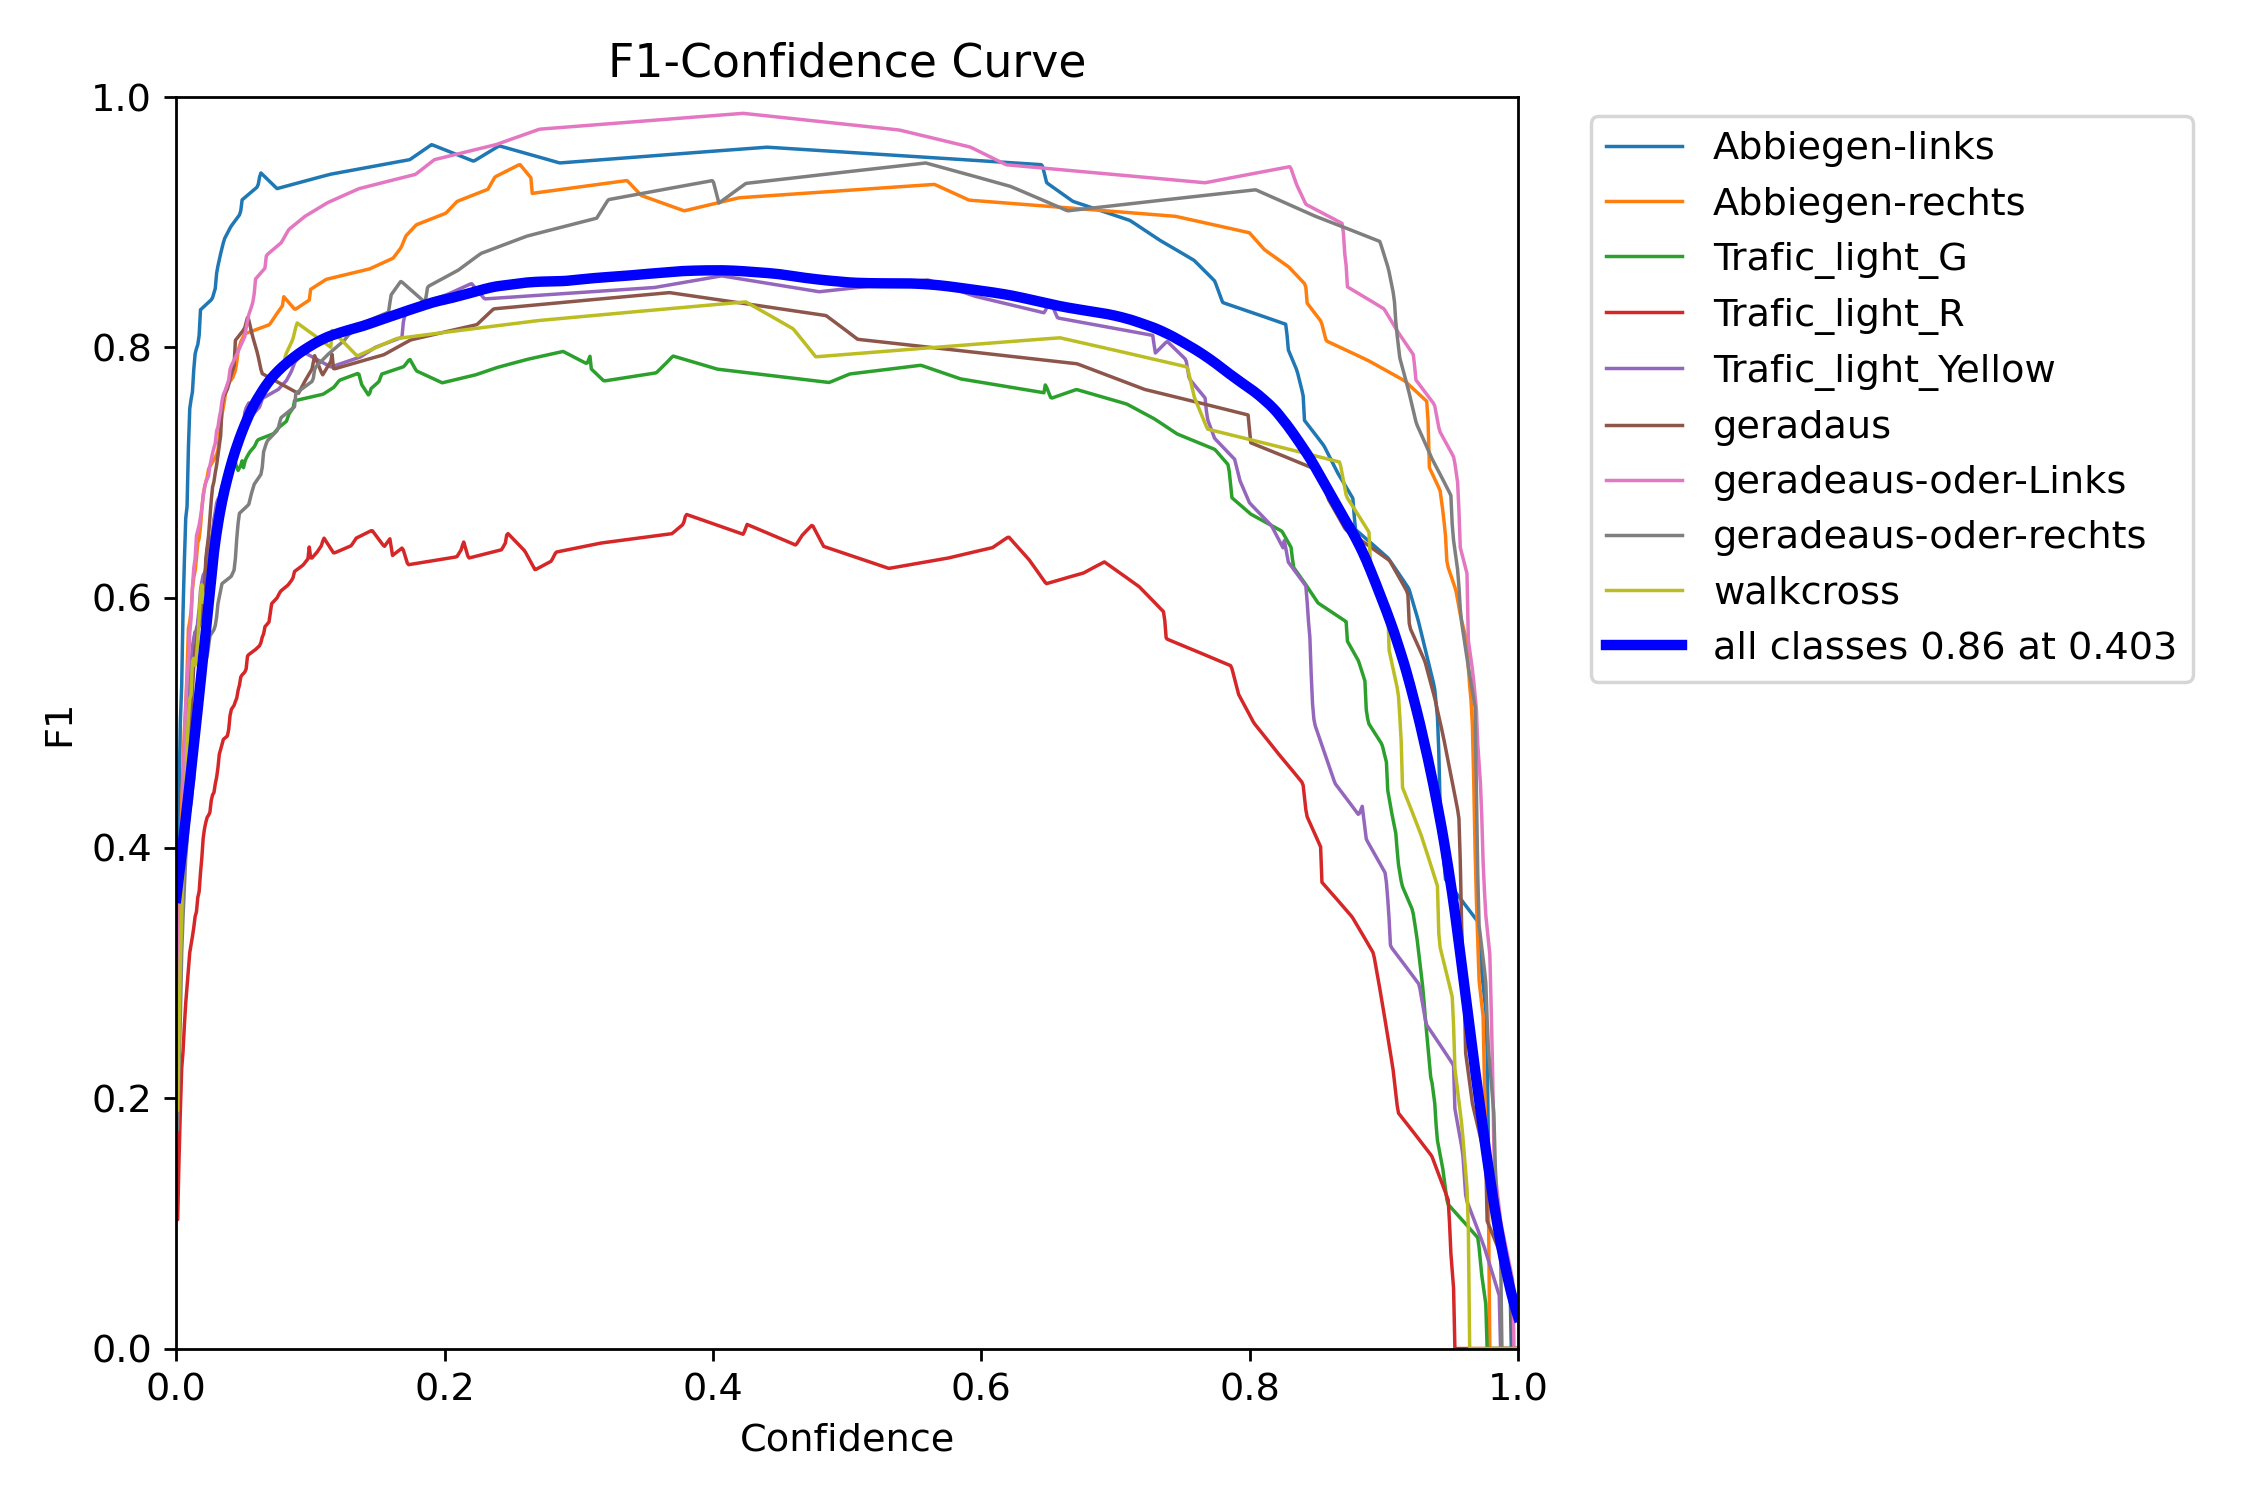 F1-Confidence Curve
1.0
0.8
0.6
0.4
0.2
0.0
F1
0.0 0.2 0.4 0.6 0.8 1.0
Confidence
Abbiegen-links
Abbiegen-rechts
Trafic_light_G
Trafic_light_R
Trafic_light_Yellow
geradaus
geradeaus-oder-Links
geradeaus-oder-rechts
walkcross
all classes 0.86 at 0.403